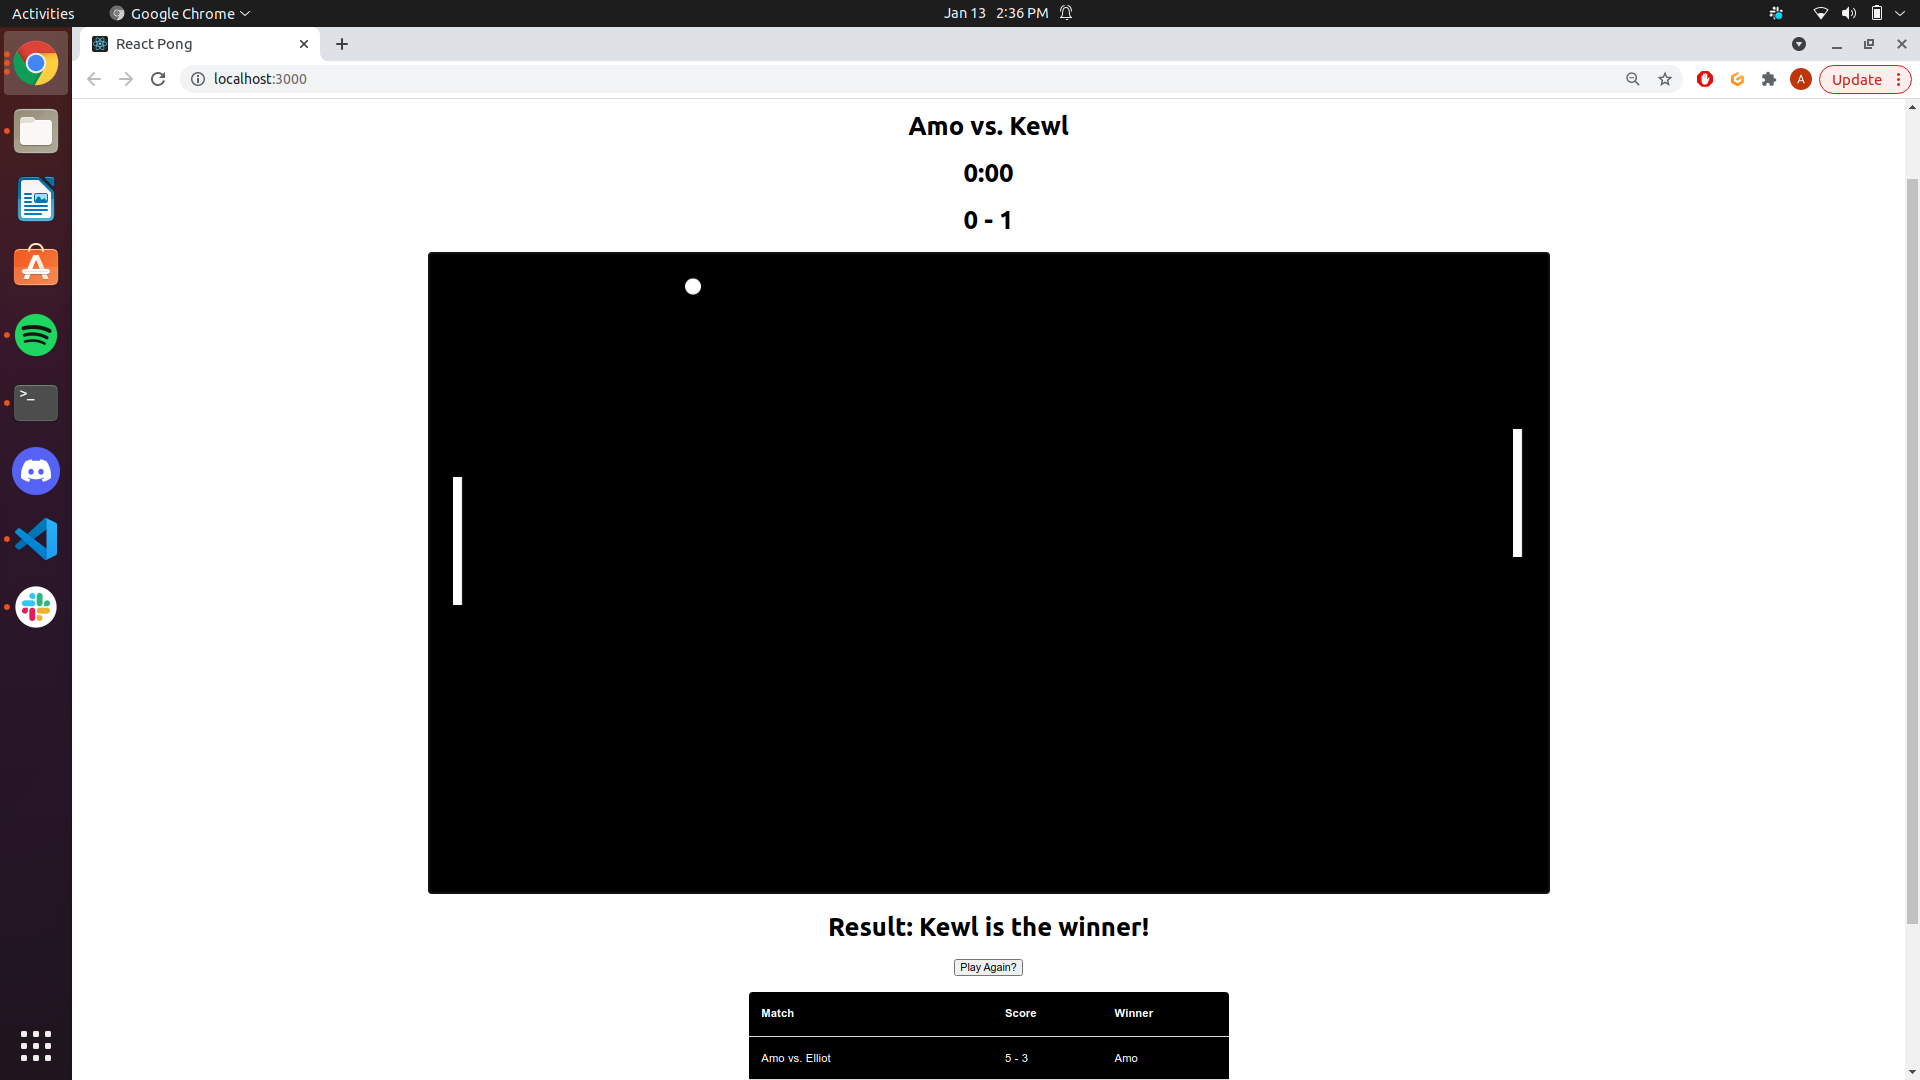 Activities Google Chrome Jan 13 2:36 PM
React Pong
localhost:3000 A Update
Amo vs. Kewl
0:00
0 - 1
>_
Result: Kewl is the winner!
Play Again?
Match Score Winner
Amo vs. Elliot 5 - 3 Amo